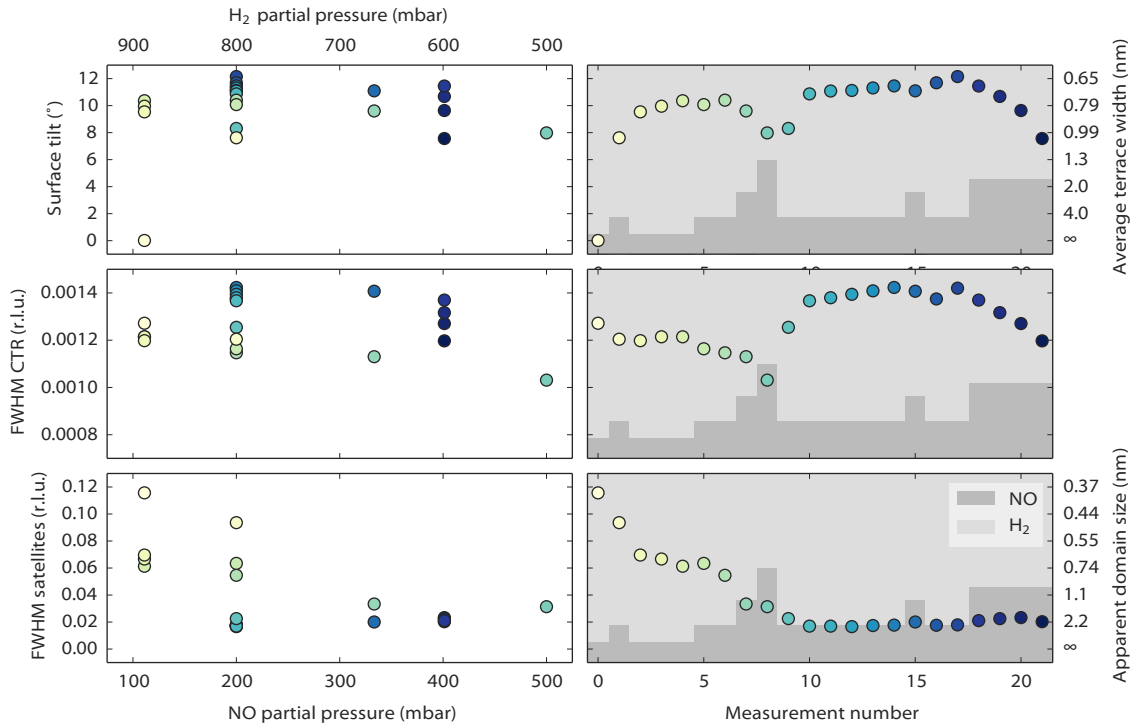 H₂ partial pressure (mbar)
900 800 700 600 500
12
10
8
6
4
2
0
Surface tilt (°)
0.65
0.79
0.99
1.3
2.0
4.0
∞
Average terrace width (nm)
0.0014
0.0012
0.0010
0.0008
FWHM CTR (r.l.u.)
0.12
0.10
0.08
0.06
0.04
0.02
0.00
FWHM satellites (r.l.u.)
NO
H₂
0.37
0.44
0.55
0.74
1.1
2.2
∞
Apparent domain size (nm)
100 200 300 400 500
0 5 10 15 20
NO partial pressure (mbar)
Measurement number